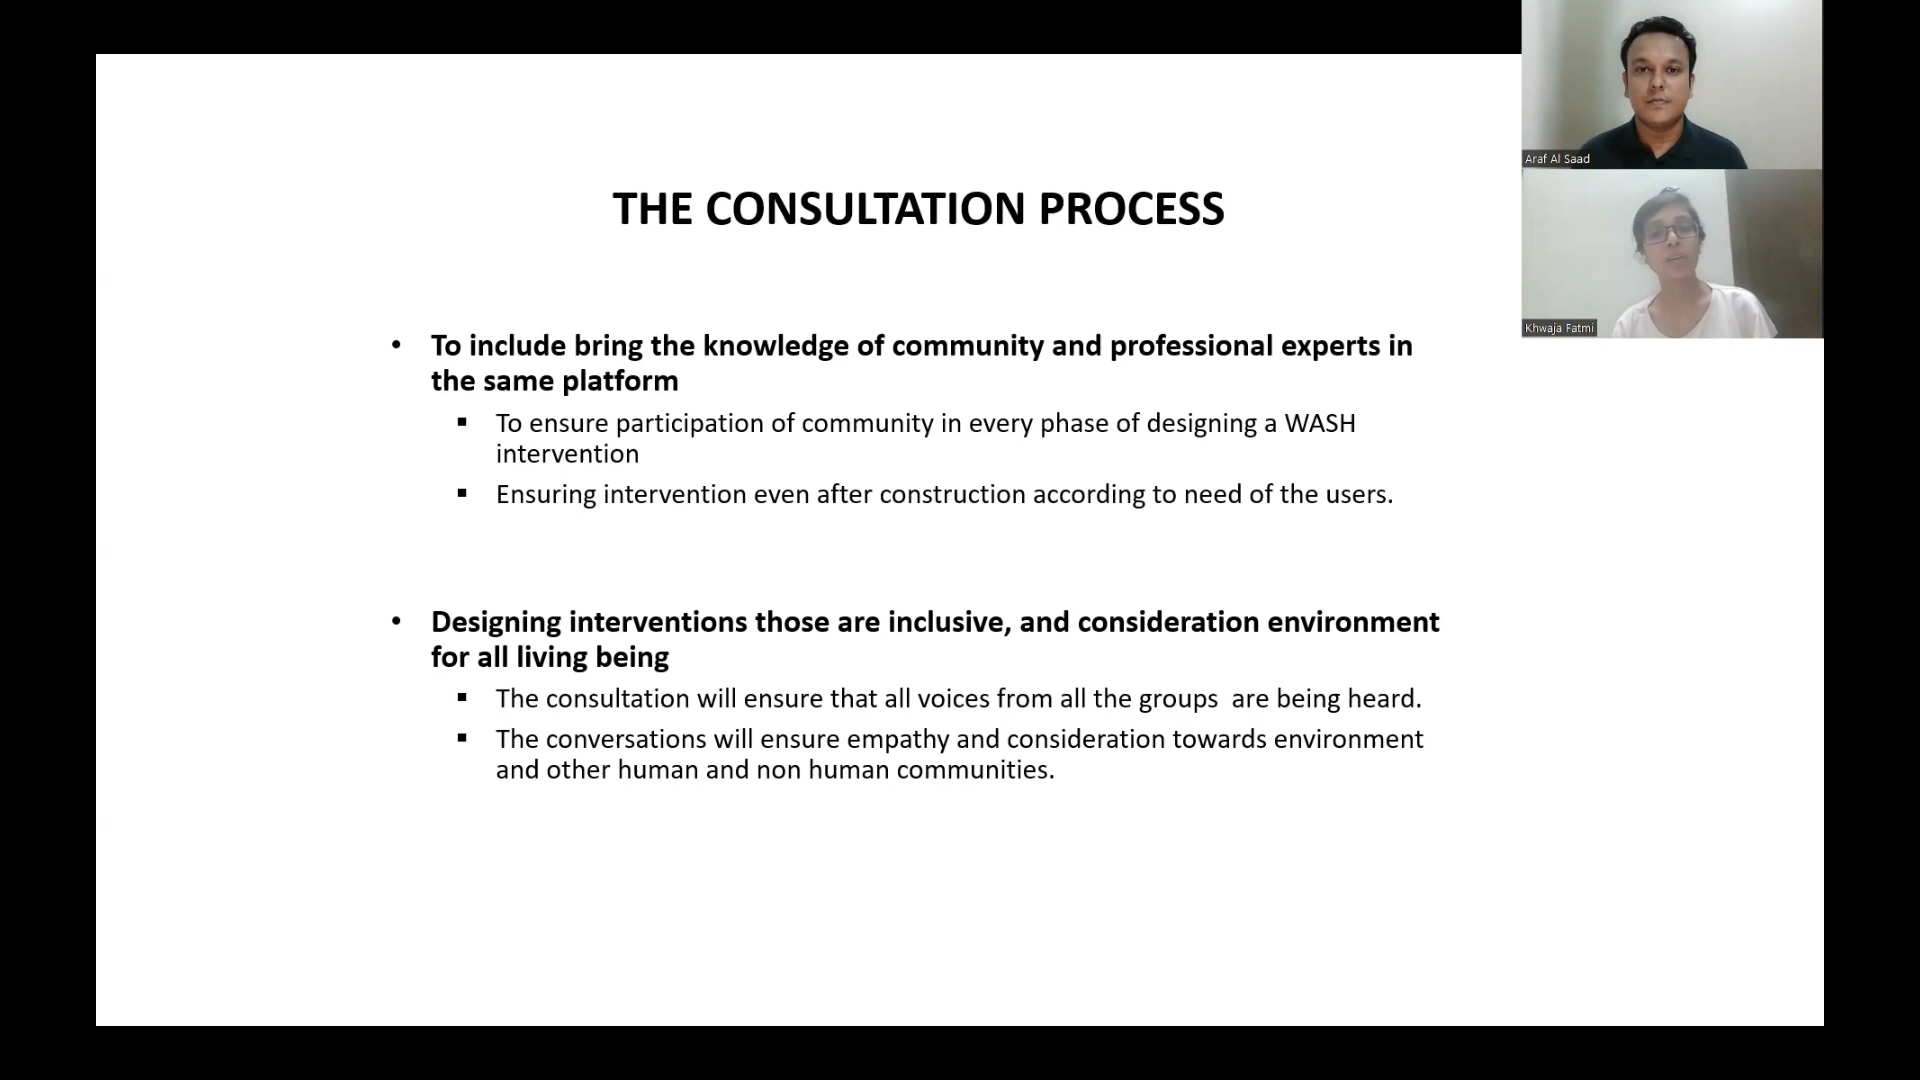 THE CONSULTATION PROCESS
• To include bring the knowledge of community and professional experts in
the same platform
▪ To ensure participation of community in every phase of designing a WASH
intervention
▪ Ensuring intervention even after construction according to need of the users.
• Designing interventions those are inclusive, and consideration environment
for all living being
▪ The consultation will ensure that all voices from all the groups  are being heard.
▪ The conversations will ensure empathy and consideration towards environment
and other human and non human communities.
Araf Al Saad
Khwaja Fatmi